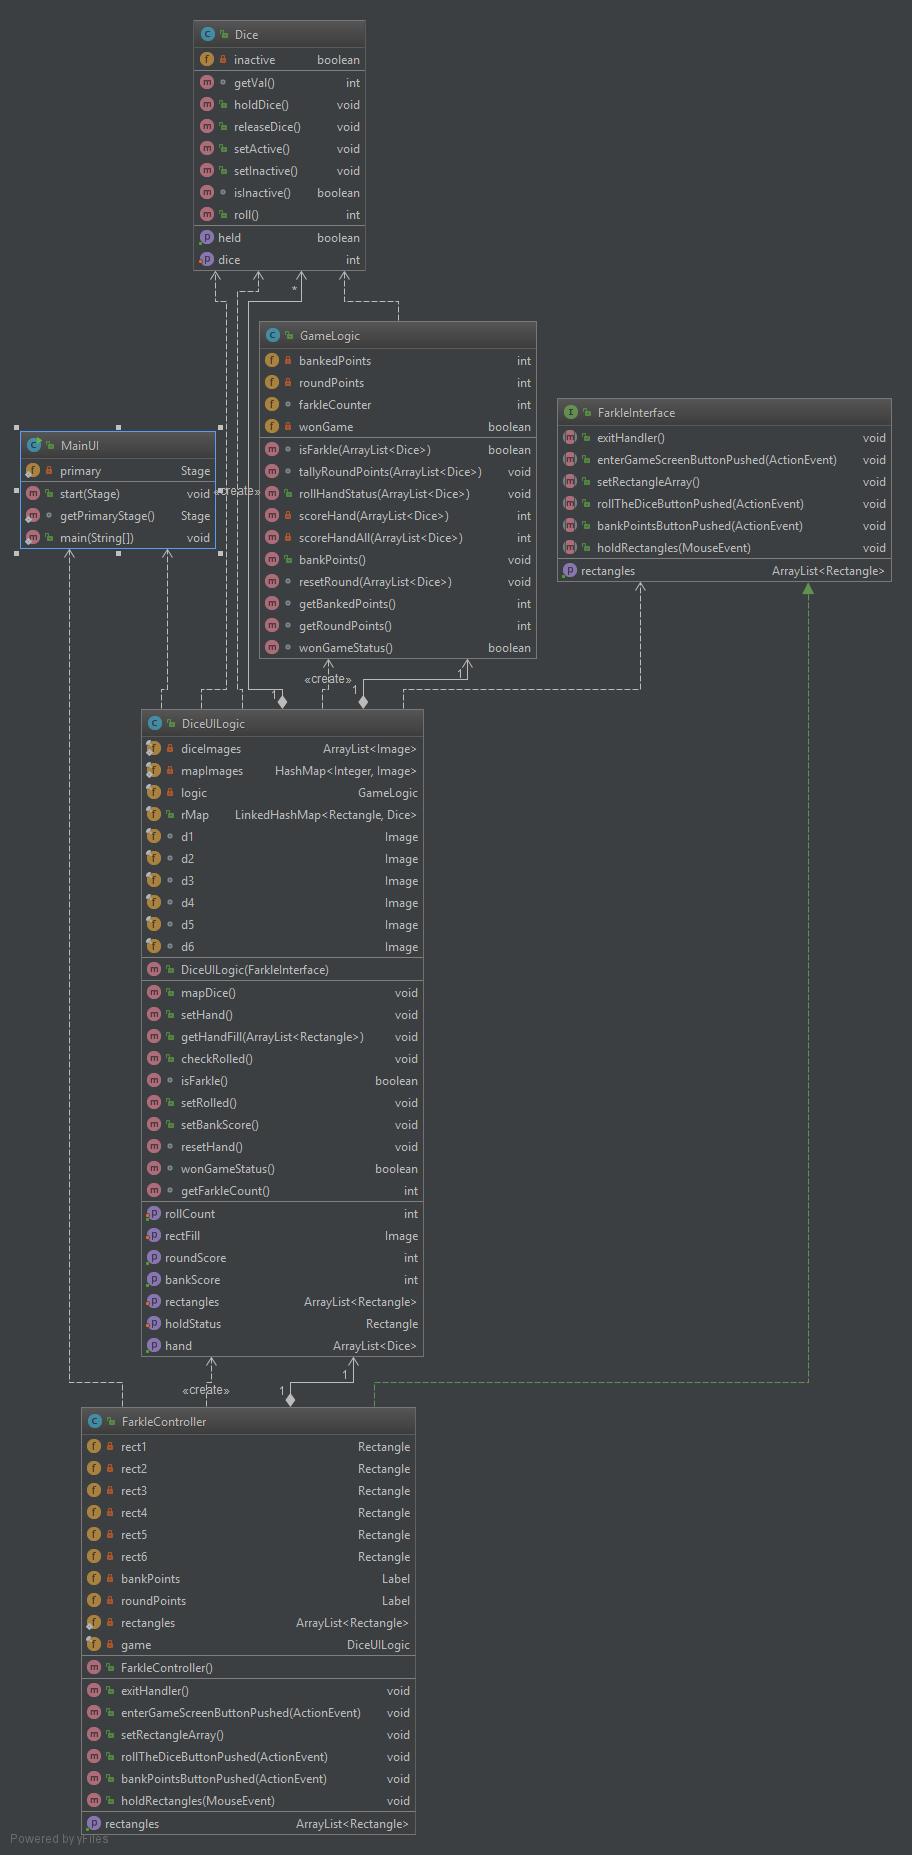 Dice
inactive boolean
getVal() int
holdDice() void
releaseDice() void
setActive() void
setInactive() void
isInactive() boolean
roll() int
held boolean
dice int
*
GameLogic
bankedPoints int
roundPoints int
farkleCounter int
wonGame boolean
isFarkle(ArrayList<Dice>) boolean
tallyRoundPoints(ArrayList<Dice>) void
rollHandStatus(ArrayList<Dice>) void
scoreHand(ArrayList<Dice>) int
scoreHandAll(ArrayList<Dice>) int
bankPoints() void
resetRound(ArrayList<Dice>) void
getBankedPoints() int
getRoundPoints() int
wonGameStatus() boolean
FarkleInterface
exitHandler() void
enterGameScreenButtonPushed(ActionEvent) void
setRectangleArray() void
rollTheDiceButtonPushed(ActionEvent) void
bankPointsButtonPushed(ActionEvent) void
holdRectangles(MouseEvent) void
rectangles ArrayList<Rectangle>
MainUI
primary Stage
start(Stage) void
getPrimaryStage() Stage
main(String[]) void
«create»
«create»
1
1
1
DiceUILogic
diceImages ArrayList<Image>
mapImages HashMap<Integer, Image>
logic GameLogic
rMap LinkedHashMap<Rectangle, Dice>
d1 Image
d2 Image
d3 Image
d4 Image
d5 Image
d6 Image
DiceUILogic(FarkleInterface)
mapDice() void
setHand() void
getHandFill(ArrayList<Rectangle>) void
checkRolled() void
isFarkle() boolean
setRolled() void
setBankScore() void
resetHand() void
wonGameStatus() boolean
getFarkleCount() int
rollCount int
rectFill Image
roundScore int
bankScore int
rectangles ArrayList<Rectangle>
holdStatus Rectangle
hand ArrayList<Dice>
1
«create»
1
FarkleController
rect1 Rectangle
rect2 Rectangle
rect3 Rectangle
rect4 Rectangle
rect5 Rectangle
rect6 Rectangle
bankPoints Label
roundPoints Label
rectangles ArrayList<Rectangle>
game DiceUILogic
FarkleController()
exitHandler() void
enterGameScreenButtonPushed(ActionEvent) void
setRectangleArray() void
rollTheDiceButtonPushed(ActionEvent) void
bankPointsButtonPushed(ActionEvent) void
holdRectangles(MouseEvent) void
rectangles ArrayList<Rectangle>
Powered by yFiles